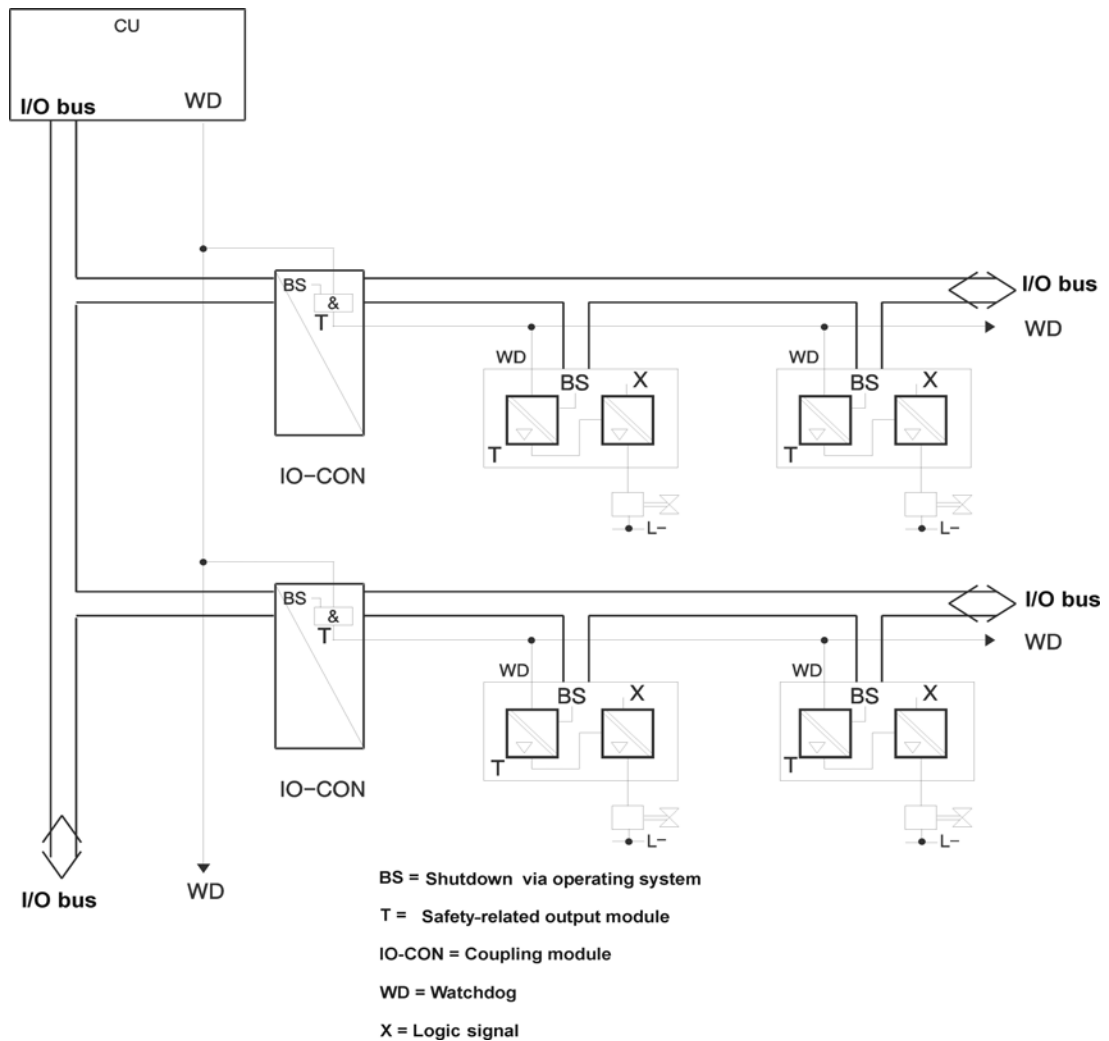 CU
I/O bus WD
BS
&
T
I/O bus
WD
WD BS X
WD BS X
T
T
IO-CON
L-
L-
BS
&
T
I/O bus
WD
WD BS X
WD BS X
T
T
IO-CON
L-
L-
I/O bus
WD
BS = Shutdown via operating system
T = Safety-related output module
IO-CON = Coupling module
WD = Watchdog
X = Logic signal